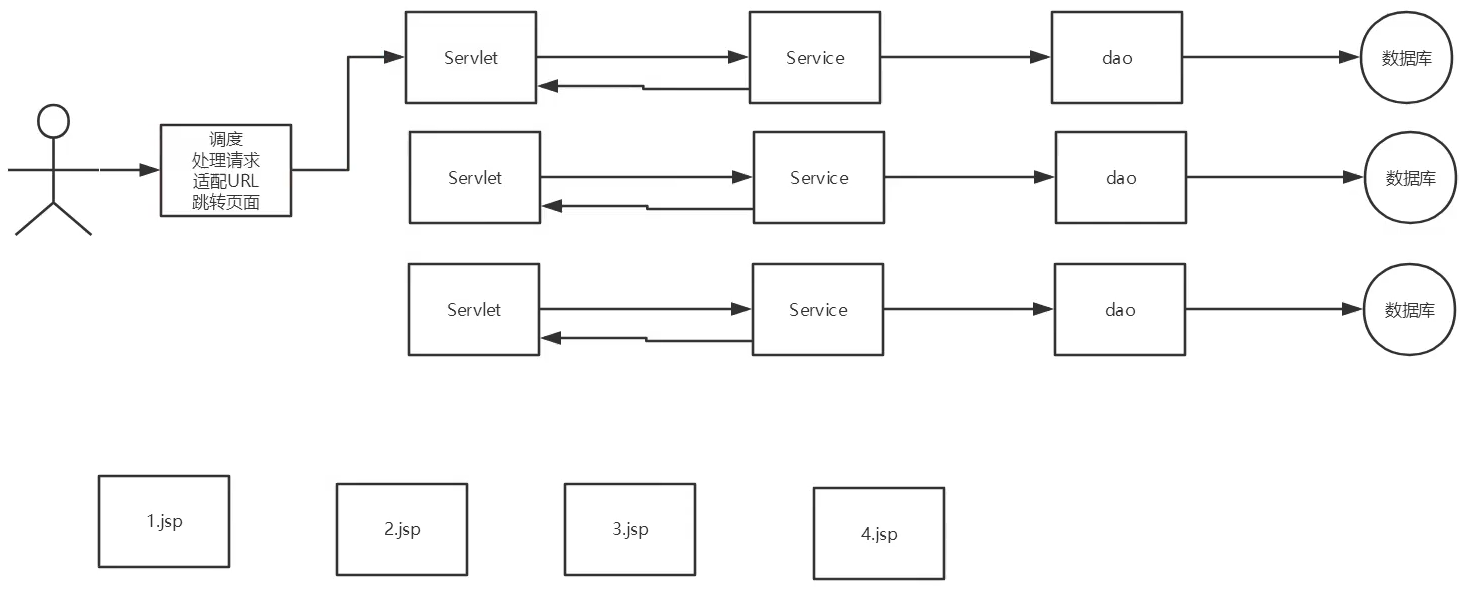 Servlet
Service
dao
数据库
调度
处理请求
适配URL
跳转页面
Servlet
Service
dao
数据库
Servlet
Service
dao
数据库
1.jsp
2.jsp
3.jsp
4.jsp